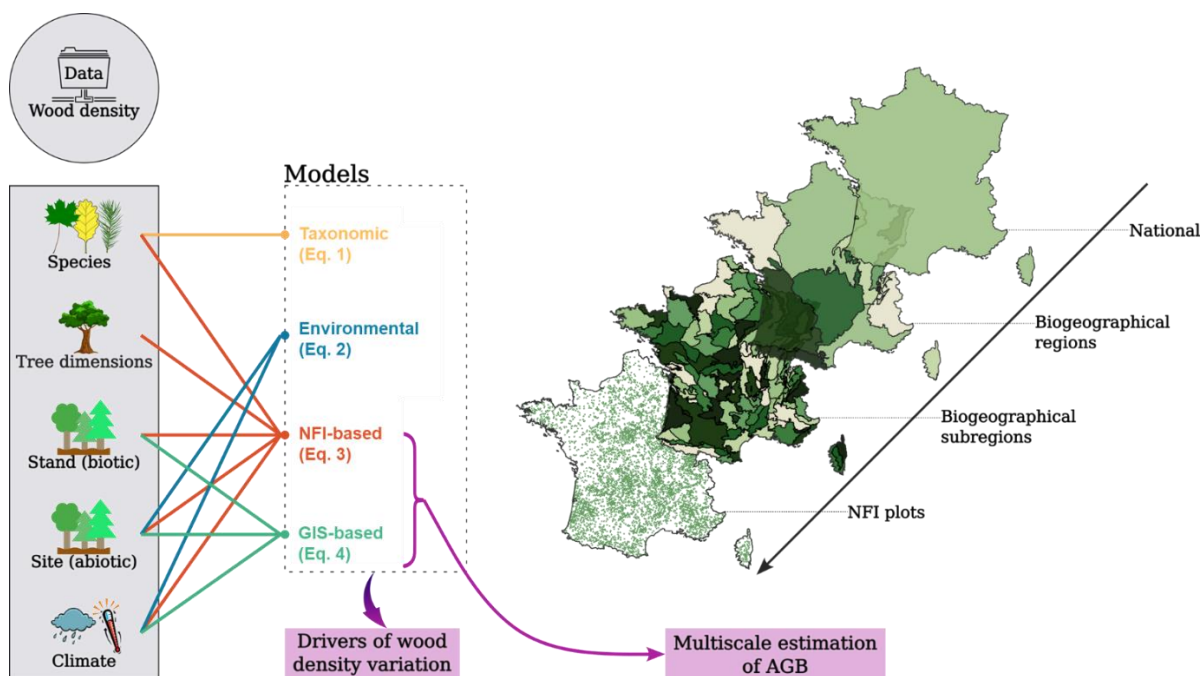 Data
Wood density
Species
Tree dimensions
Stand (biotic)
Site (abiotic)
Climate
Models
Taxonomic
(Eq. 1)
Environmental
(Eq. 2)
NFI-based
(Eq. 3)
GIS-based
(Eq. 4)
Drivers of wood
density variation
Multiscale estimation
of AGB
National
Biogeographical
regions
Biogeographical
subregions
NFI plots